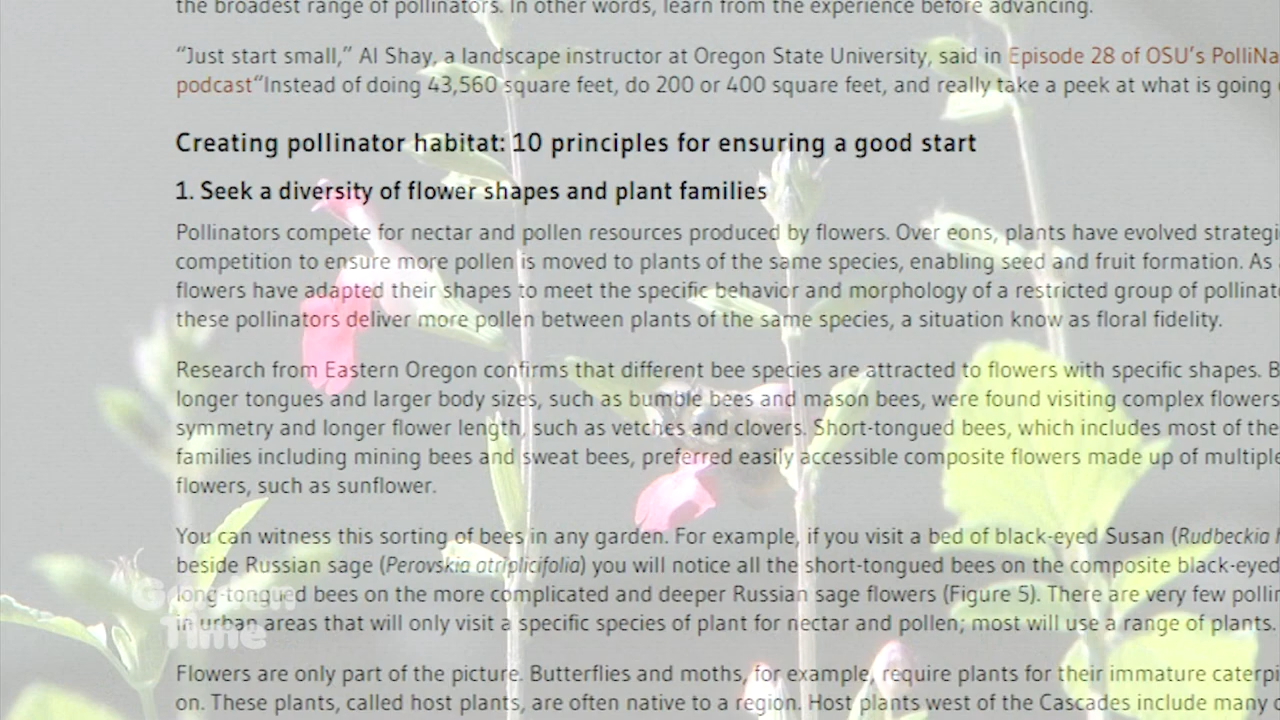 the broadest range of pollinators. In other words, learn from the experience before advancing.
“Just start small,” Al Shay, a landscape instructor at Oregon State University, said in Episode 28 of OSU’s PolliNa
podcast“Instead of doing 43,560 square feet, do 200 or 400 square feet, and really take a peek at what is going
Creating pollinator habitat: 10 principles for ensuring a good start
1. Seek a diversity of flower shapes and plant families
Pollinators compete for nectar and pollen resources produced by flowers. Over eons, plants have evolved strategi
competition to ensure more pollen is moved to plants of the same species, enabling seed and fruit formation. As
flowers have adapted their shapes to meet the specific behavior and morphology of a restricted group of pollinat
these pollinators deliver more pollen between plants of the same species, a situation know as floral fidelity.
Research from Eastern Oregon confirms that different bee species are attracted to flowers with specific shapes. B
longer tongues and larger body sizes, such as bumble bees and mason bees, were found visiting complex flowers
symmetry and longer flower length, such as vetches and clovers. Short-tongued bees, which includes most of the
families including mining bees and sweat bees, preferred easily accessible composite flowers made up of multiple
flowers, such as sunflower.
You can witness this sorting of bees in any garden. For example, if you visit a bed of black-eyed Susan (Rudbeckia
beside Russian sage (Perovskia atriplicifolia) you will notice all the short-tongued bees on the composite black-eyed
long-tongued bees on the more complicated and deeper Russian sage flowers (Figure 5). There are very few pollin
in urban areas that will only visit a specific species of plant for nectar and pollen; most will use a range of plants.
Flowers are only part of the picture. Butterflies and moths, for example, require plants for their immature caterpi
on. These plants, called host plants, are often native to a region. Host plants west of the Cascades include many
Garden
Time